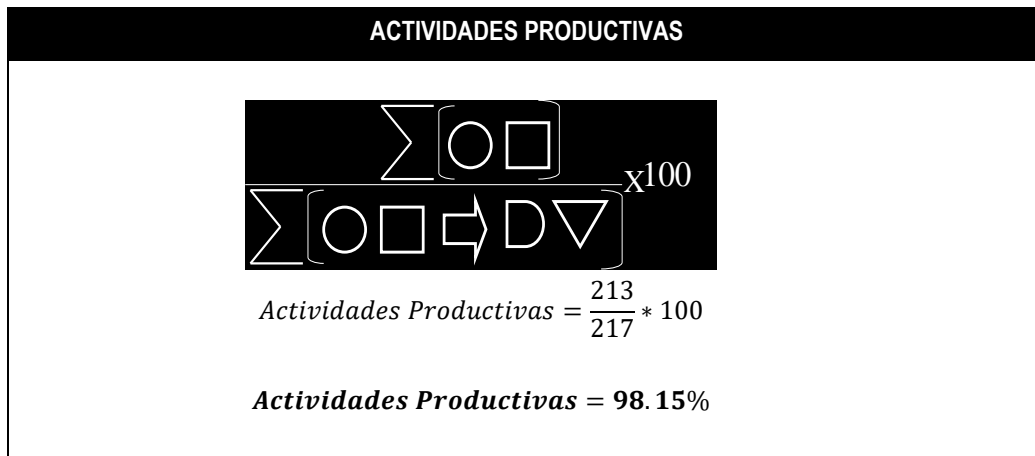 ACTIVIDADES PRODUCTIVAS
∑(○□)
∑(○□⇨D▽)
X100
Actividades Productivas = 213/217 * 100
Actividades Productivas = 98.15%